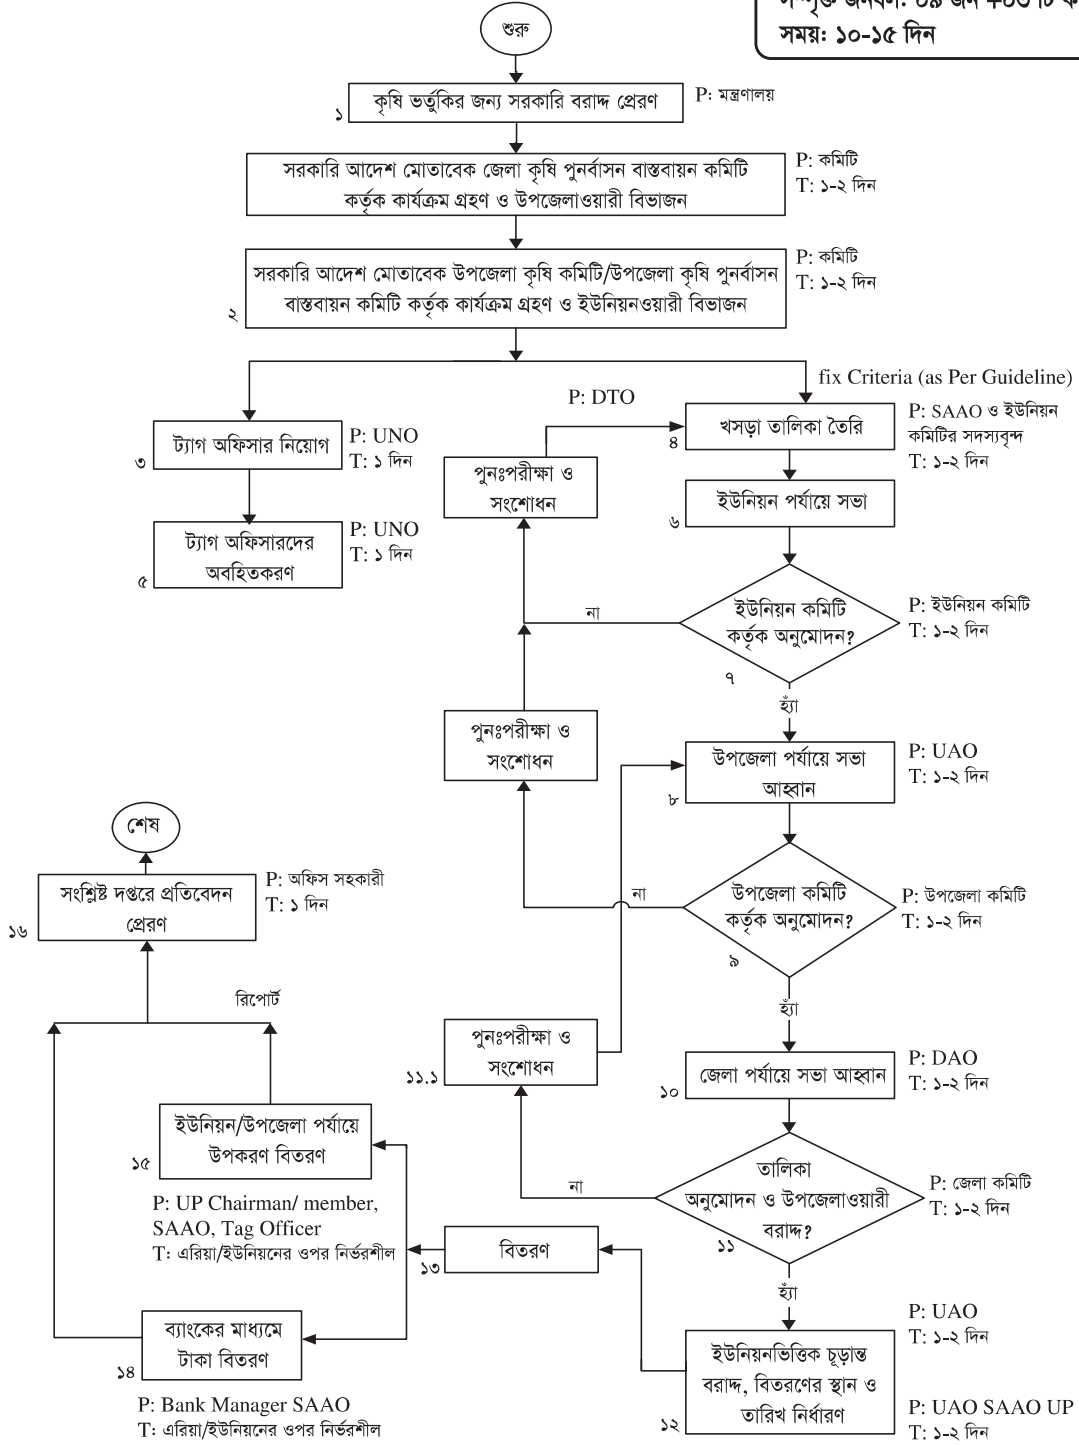 সময়: ১০-১৫ দিন
শুরু
কৃষি ভর্তুকির জন্য সরকারি বরাদ্দ প্রেরণ
১
P: মন্ত্রণালয়
সরকারি আদেশ মোতাবেক জেলা কৃষি পুনর্বাসন বাস্তবায়ন কমিটি
কর্তৃক কার্যক্রম গ্রহণ ও উপজেলাওয়ারী বিভাজন
P: কমিটি
T: ১-২ দিন
সরকারি আদেশ মোতাবেক উপজেলা কৃষি কমিটি/উপজেলা কৃষি পুনর্বাসন
বাস্তবায়ন কমিটি কর্তৃক কার্যক্রম গ্রহণ ও ইউনিয়নওয়ারী বিভাজন
২
P: কমিটি
T: ১-২ দিন
ট্যাগ অফিসার নিয়োগ
৩
P: UNO
T: ১ দিন
ট্যাগ অফিসারদের
অবহিতকরণ
৫
P: UNO
T: ১ দিন
fix Criteria (as Per Guideline)
P: DTO
খসড়া তালিকা তৈরি
৪
P: SAAO ও ইউনিয়ন
কমিটির সদস্যবৃন্দ
T: ১-২ দিন
পুনঃপরীক্ষা ও
সংশোধন
ইউনিয়ন পর্যায়ে সভা
৬
ইউনিয়ন কমিটি
কর্তৃক অনুমোদন?
৭
না
P: ইউনিয়ন কমিটি
T: ১-২ দিন
হ্যাঁ
পুনঃপরীক্ষা ও
সংশোধন
উপজেলা পর্যায়ে সভা
আহ্বান
৮
P: UAO
T: ১-২ দিন
উপজেলা কমিটি
কর্তৃক অনুমোদন?
৯
না
P: উপজেলা কমিটি
T: ১-২ দিন
হ্যাঁ
পুনঃপরীক্ষা ও
সংশোধন
১১.১
জেলা পর্যায়ে সভা আহ্বান
১০
P: DAO
T: ১-২ দিন
তালিকা
অনুমোদন ও উপজেলাওয়ারী
বরাদ্দ?
১১
না
P: জেলা কমিটি
T: ১-২ দিন
হ্যাঁ
P: UAO
T: ১-২ দিন
ইউনিয়নভিত্তিক চূড়ান্ত
বরাদ্দ, বিতরণের স্থান ও
তারিখ নির্ধারণ
১২
P: UAO SAAO UP
T: ১-২ দিন
বিতরণ
১৩
ব্যাংকের মাধ্যমে
টাকা বিতরণ
১৪
P: Bank Manager SAAO
T: এরিয়া/ইউনিয়নের ওপর নির্ভরশীল
ইউনিয়ন/উপজেলা পর্যায়ে
উপকরণ বিতরণ
১৫
P: UP Chairman/ member,
SAAO, Tag Officer
T: এরিয়া/ইউনিয়নের ওপর নির্ভরশীল
রিপোর্ট
সংশ্লিষ্ট দপ্তরে প্রতিবেদন
প্রেরণ
১৬
P: অফিস সহকারী
T: ১ দিন
শেষ